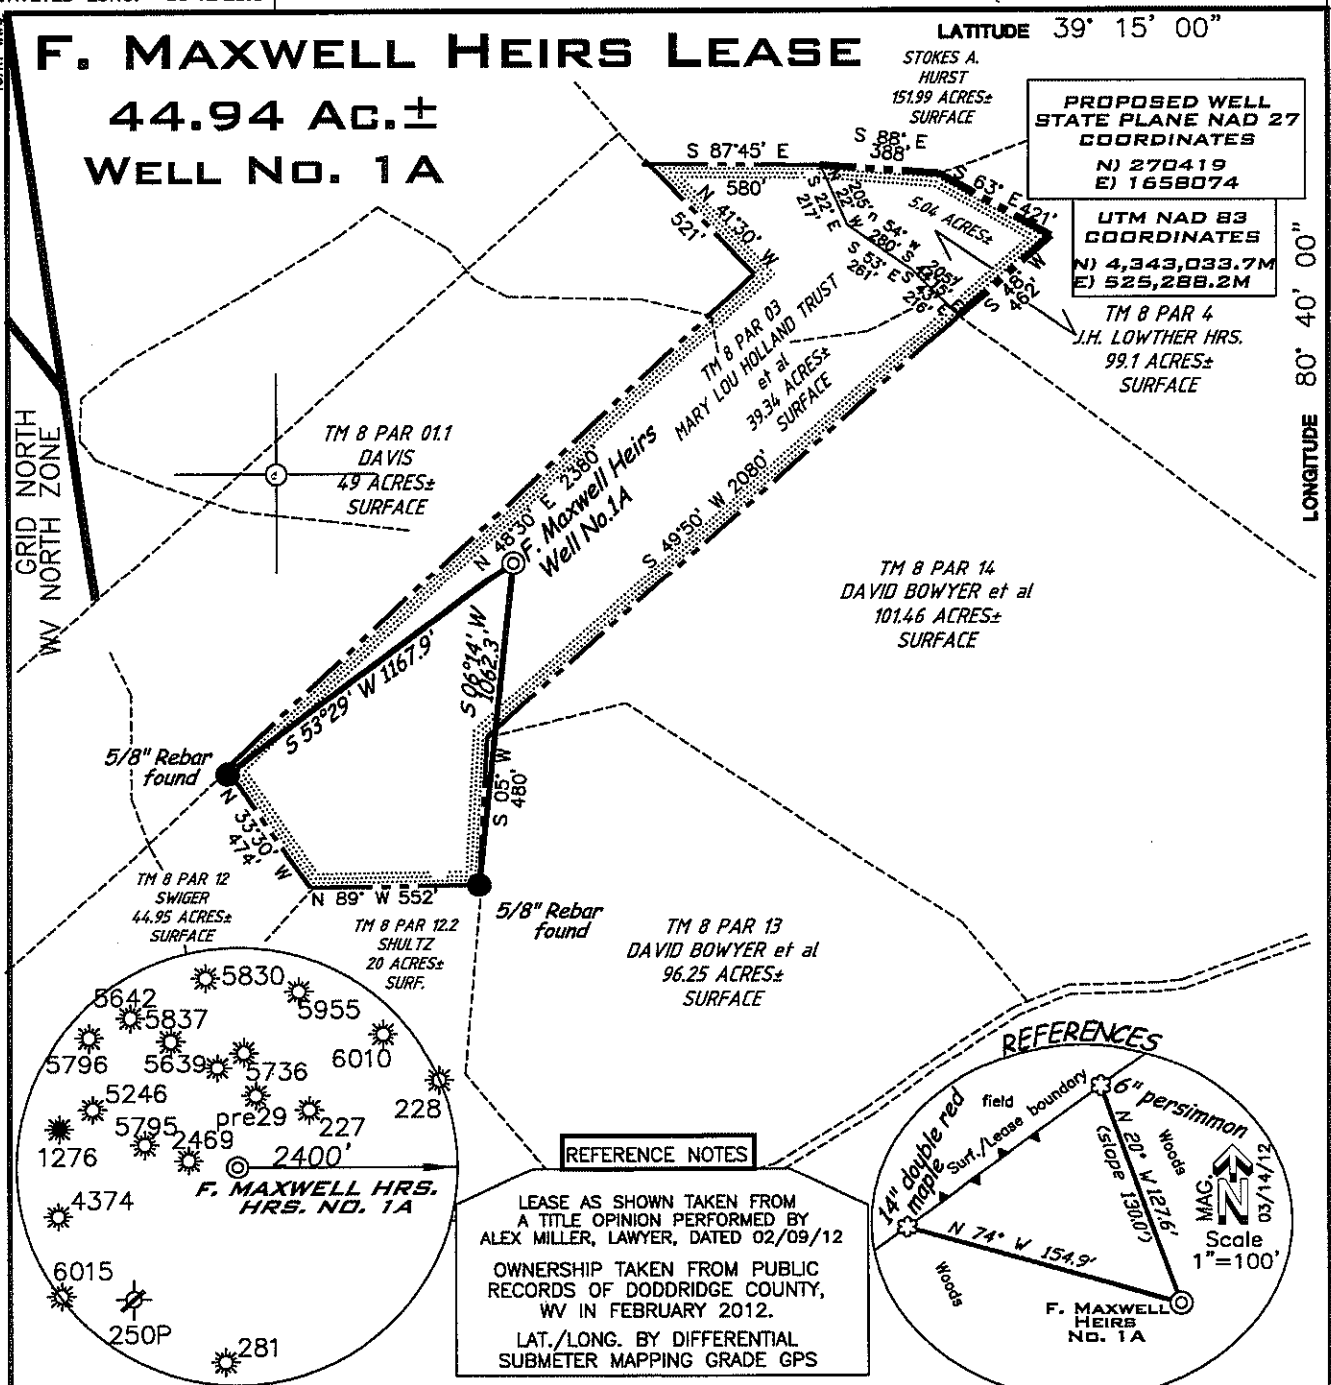 LATITUDE 39° 15' 00"
F. MAXWELL HEIRS LEASE
44.94 AC.±
WELL NO. 1A
STOKES A.
HURST
151.99 ACRES±
SURFACE
PROPOSED WELL
STATE PLANE NAD 27
COORDINATES
N) 270419
E) 1658074
UTM NAD 83
COORDINATES
N) 4,343,033.7M
E) 525,288.2M
LONGITUDE 80° 40' 00"
S 87°45' E
580'
S 88° E
388'
S 63° E 421'
N 41°30' W
521'
S 22° E
217'
N 22° W
205'
N 54° W
280'
S 53° E
261'
S 43° E
216'
5.04 ACRES±
S 48° W
462'
TM 8 PAR 4
J.H. LOWTHER HRS.
99.1 ACRES±
SURFACE
TM 8 PAR 03
MARY LOU HOLLAND TRUST
et al
39.34 ACRES±
SURFACE
GRID NORTH
WV NORTH ZONE
TM 8 PAR 01.1
DAVIS
49 ACRES±
SURFACE
N 48°30' E 2380'
F. Maxwell Heirs
Well No.1A
S 49°50' W 2080'
TM 8 PAR 14
DAVID BOWYER et al
101.46 ACRES±
SURFACE
S 53°29' W 1167.9'
S 06°14' W
1062.3'
5/8" Rebar
found
S 05° W
480'
N 33°30' W
474'
N 89° W 552'
5/8" Rebar
found
TM 8 PAR 12
SWIGER
44.95 ACRES±
SURFACE
TM 8 PAR 12.2
SHULTZ
20 ACRES±
SURF.
TM 8 PAR 13
DAVID BOWYER et al
96.25 ACRES±
SURFACE
5830
5955
5642
5837
5796
5639
5736
6010
5246
pre29
227
228
5795
2469
1276
2400'
F. MAXWELL HRS.
HRS. NO. 1A
4374
6015
250P
281
REFERENCE NOTES
LEASE AS SHOWN TAKEN FROM
A TITLE OPINION PERFORMED BY
ALEX MILLER, LAWYER, DATED 02/09/12
OWNERSHIP TAKEN FROM PUBLIC
RECORDS OF DODDRIDGE COUNTY,
WV IN FEBRUARY 2012.
LAT./LONG. BY DIFFERENTIAL
SUBMETER MAPPING GRADE GPS
REFERENCES
6" persimmon
field
Surf./Lease boundary
14" double red
maple
Woods
N 20° W 127.6'
(slope 130.0')
N 74° W 154.9'
Woods
MAG.
N
03/14/12
Scale
1"=100'
F. MAXWELL
HEIRS
NO. 1A